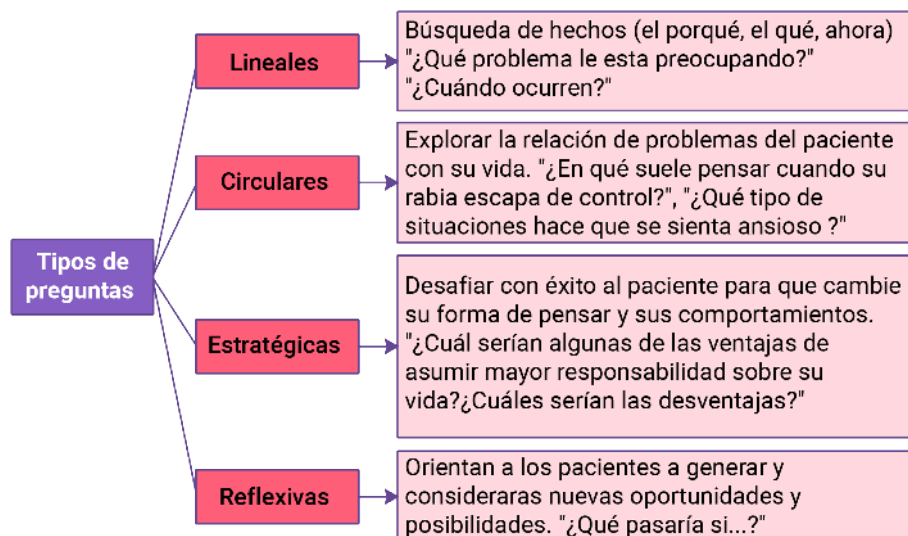 Tipos de
preguntas
Lineales
Búsqueda de hechos (el porqué, el qué, ahora)
"¿Qué problema le esta preocupando?"
"¿Cuándo ocurren?"
Circulares
Explorar la relación de problemas del paciente
con su vida. "¿En qué suele pensar cuando su
rabia escapa de control?", "¿Qué tipo de
situaciones hace que se sienta ansioso ?"
Estratégicas
Desafiar con éxito al paciente para que cambie
su forma de pensar y sus comportamientos.
"¿Cuál serían algunas de las ventajas de
asumir mayor responsabilidad sobre su
vida?¿Cuáles serían las desventajas?"
Reflexivas
Orientan a los pacientes a generar y
consideraras nuevas oportunidades y
posibilidades. "¿Qué pasaría si...?"